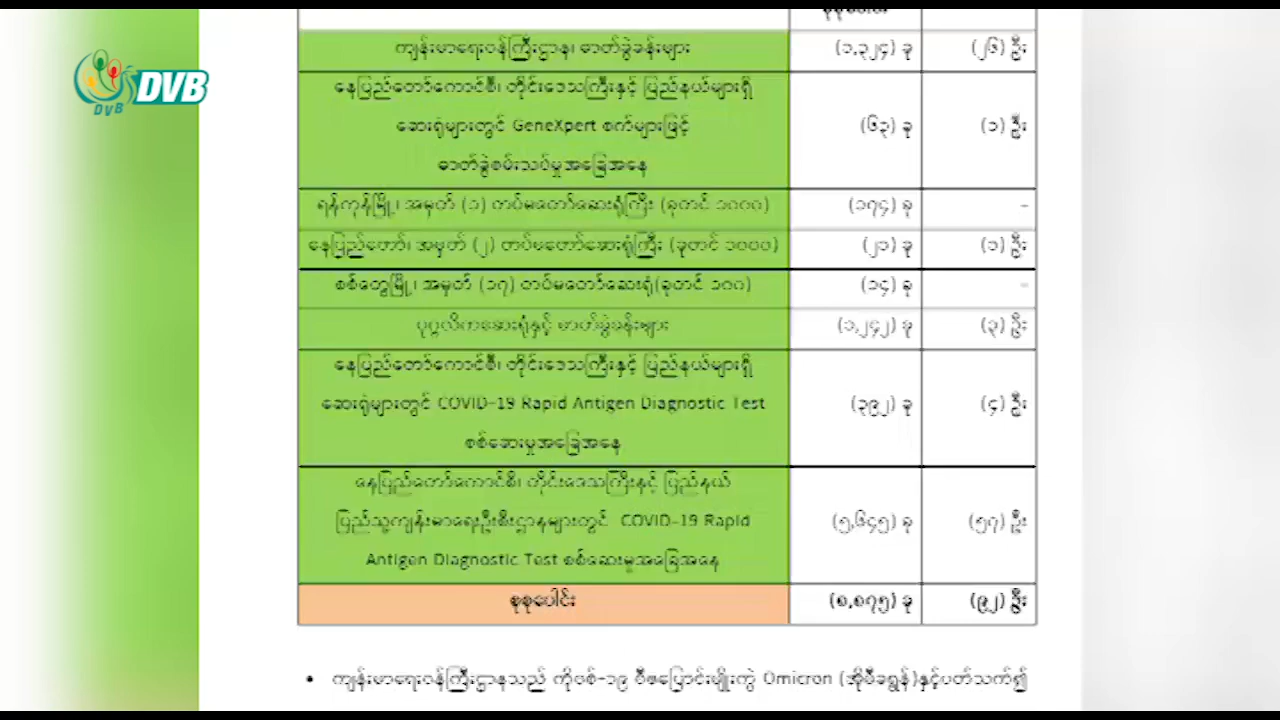 DVB
DVB
ကျန်းမာရေးဝန်ကြီးဌာန၊ ဓာတ်ခွဲခန်းများ (၁,၃၂၄) ခု (၂၆) ဦး
နေပြည်တော်ကောင်စီ၊ တိုင်းဒေသကြီးနှင့် ပြည်နယ်များရှိ
ဆေးရုံများတွင် GeneXpert စက်များဖြင့် (၆၃) ခု (၁) ဦး
ဓာတ်ခွဲစမ်းသပ်မှုအခြေအနေ
ရန်ကုန်မြို့၊ အမှတ် (၁) တပ်မတော်ဆေးရုံကြီး (ခုတင် ၁၀၀၀) (၁၇၄) ခု -
နေပြည်တော်၊ အမှတ် (၂) တပ်မတော်ဆေးရုံကြီး (ခုတင် ၁၀၀၀) (၂၁) ခု (၁) ဦး
စစ်တွေမြို့၊ အမှတ် (၁၇) တပ်မတော်ဆေးရုံ(ခုတင် ၁၀၀) (၁၄) ခု -
ပုဂ္ဂလိကဆေးရုံနှင့် ဓာတ်ခွဲခန်းများ (၁,၂၄၂) ခု (၃) ဦး
နေပြည်တော်ကောင်စီ၊ တိုင်းဒေသကြီးနှင့် ပြည်နယ်များရှိ
ဆေးရုံများတွင် COVID-19 Rapid Antigen Diagnostic Test (၃၉၂) ခု (၄) ဦး
စစ်ဆေးမှုအခြေအနေ
နေပြည်တော်ကောင်စီ၊ တိုင်းဒေသကြီးနှင့် ပြည်နယ်
ပြည်သူ့ကျန်းမာရေးဦးစီးဌာနများတွင် COVID-19 Rapid (၅,၆၄၅) ခု (၅၇) ဦး
Antigen Diagnostic Test စစ်ဆေးမှုအခြေအနေ
စုစုပေါင်း (၈,၈၇၅) ခု (၉၂) ဦး
• ကျန်းမာရေးဝန်ကြီးဌာနသည် ကိုဗစ်-၁၉ ဗီဇပြောင်းမျိုးကွဲ Omicron (အိုမီခရွန်)နှင့်ပတ်သက်၍